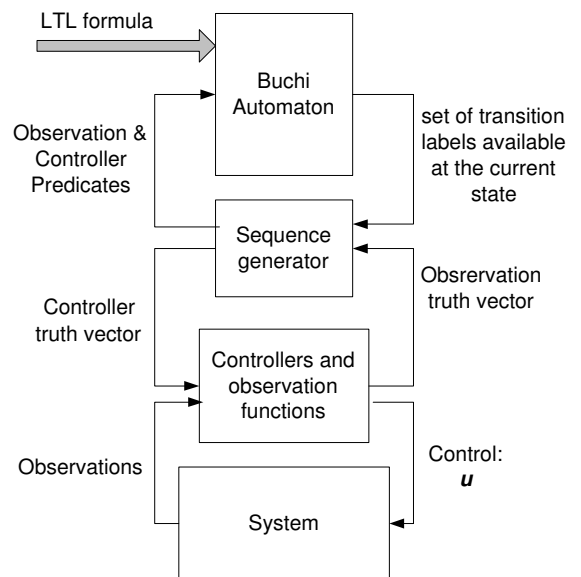 LTL formula
Buchi
Automaton
Observation &
Controller
Predicates
set of transition
labels available
at the current
state
Sequence
generator
Controller
truth vector
Obsrervation
truth vector
Controllers and
observation
functions
Observations
Control:
u
System